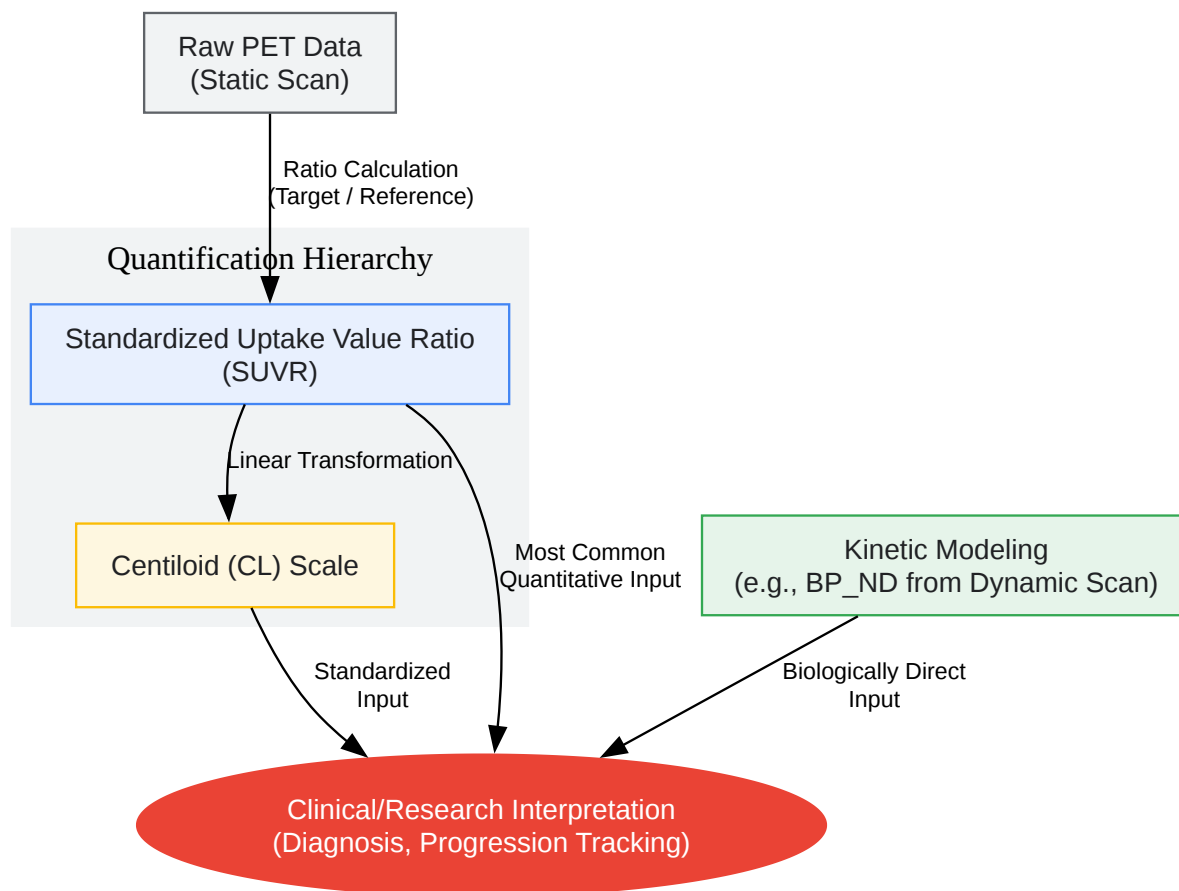 Raw PET Data
(Static Scan)
Ratio Calculation
(Target / Reference)
Quantification Hierarchy
Standardized Uptake Value Ratio
(SUVR)
Linear Transformation
Centiloid (CL) Scale
Most Common
Quantitative Input
Kinetic Modeling
(e.g., BP_ND from Dynamic Scan)
Standardized
Input
Biologically Direct
Input
Clinical/Research Interpretation
(Diagnosis, Progression Tracking)